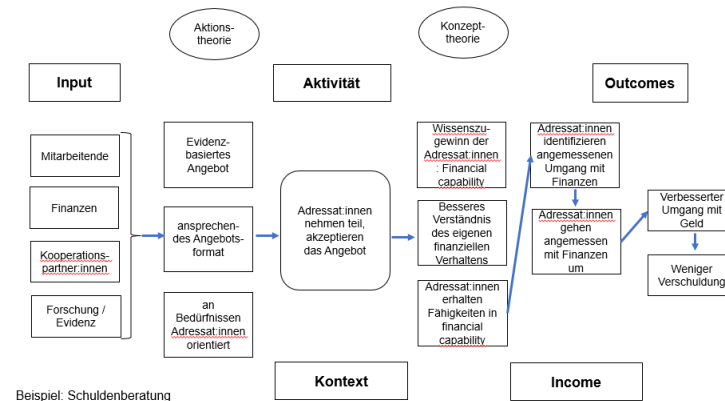 Aktions-
theorie
Konzept-
theorie
Input
Aktivität
Outcomes
Mitarbeitende
Finanzen
Kooperations-
partner:innen
Forschung /
Evidenz
Evidenz-
basiertes
Angebot
ansprechen-
des Angebots-
format
an
Bedürfnissen
Adressat:innen
orientiert
Adressat:innen
nehmen teil,
akzeptieren
das Angebot
Wissenszu-
gewinn der
Adressat:innen
: Financial
capability
Besseres
Verständnis
des eigenen
finanziellen
Verhaltens
Adressat:innen
erhalten
Fähigkeiten in
financial
capability
Adressat:innen
identifizieren
angemessenen
Umgang mit
Finanzen
Adressat:innen
gehen
angemessen
mit Finanzen
um
Verbesserter
Umgang mit
Geld
Weniger
Verschuldung
Kontext
Income
Beispiel: Schuldenberatung